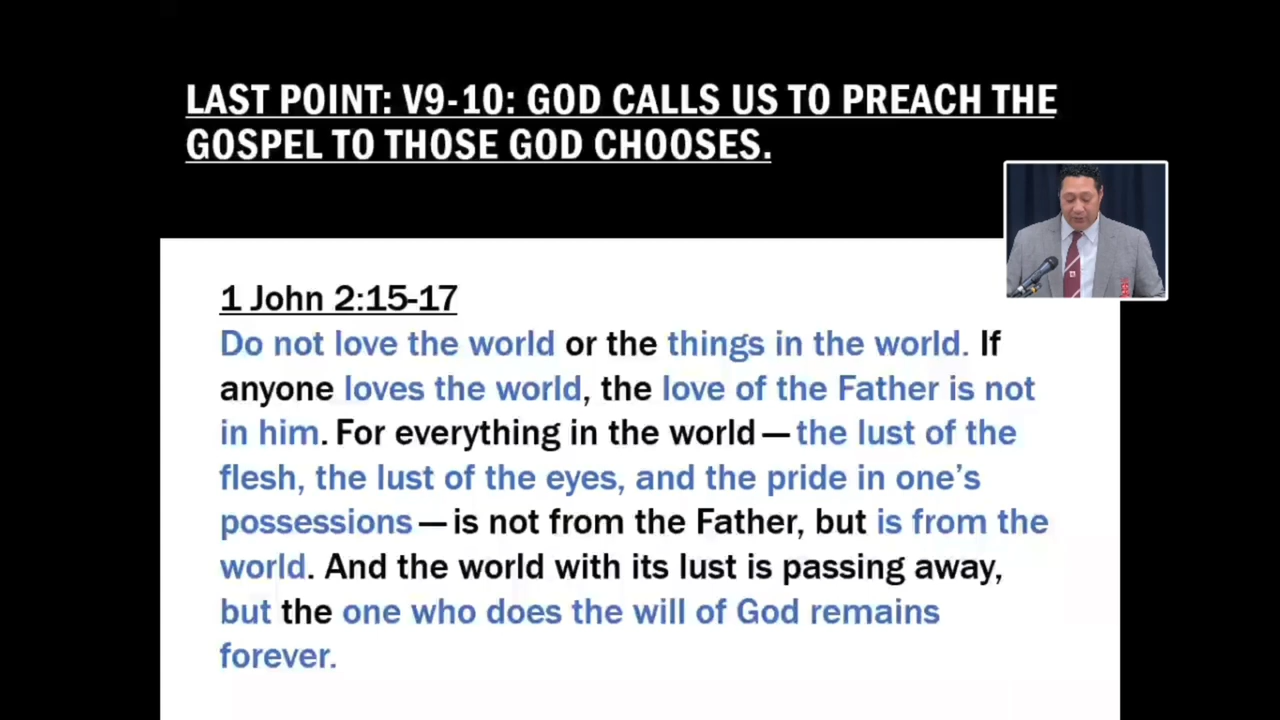 LAST POINT: V9-10: GOD CALLS US TO PREACH THE
GOSPEL TO THOSE GOD CHOOSES.
1 John 2:15-17
Do not love the world or the things in the world. If
anyone loves the world, the love of the Father is not
in him. For everything in the world—the lust of the
flesh, the lust of the eyes, and the pride in one’s
possessions—is not from the Father, but is from the
world. And the world with its lust is passing away,
but the one who does the will of God remains
forever.